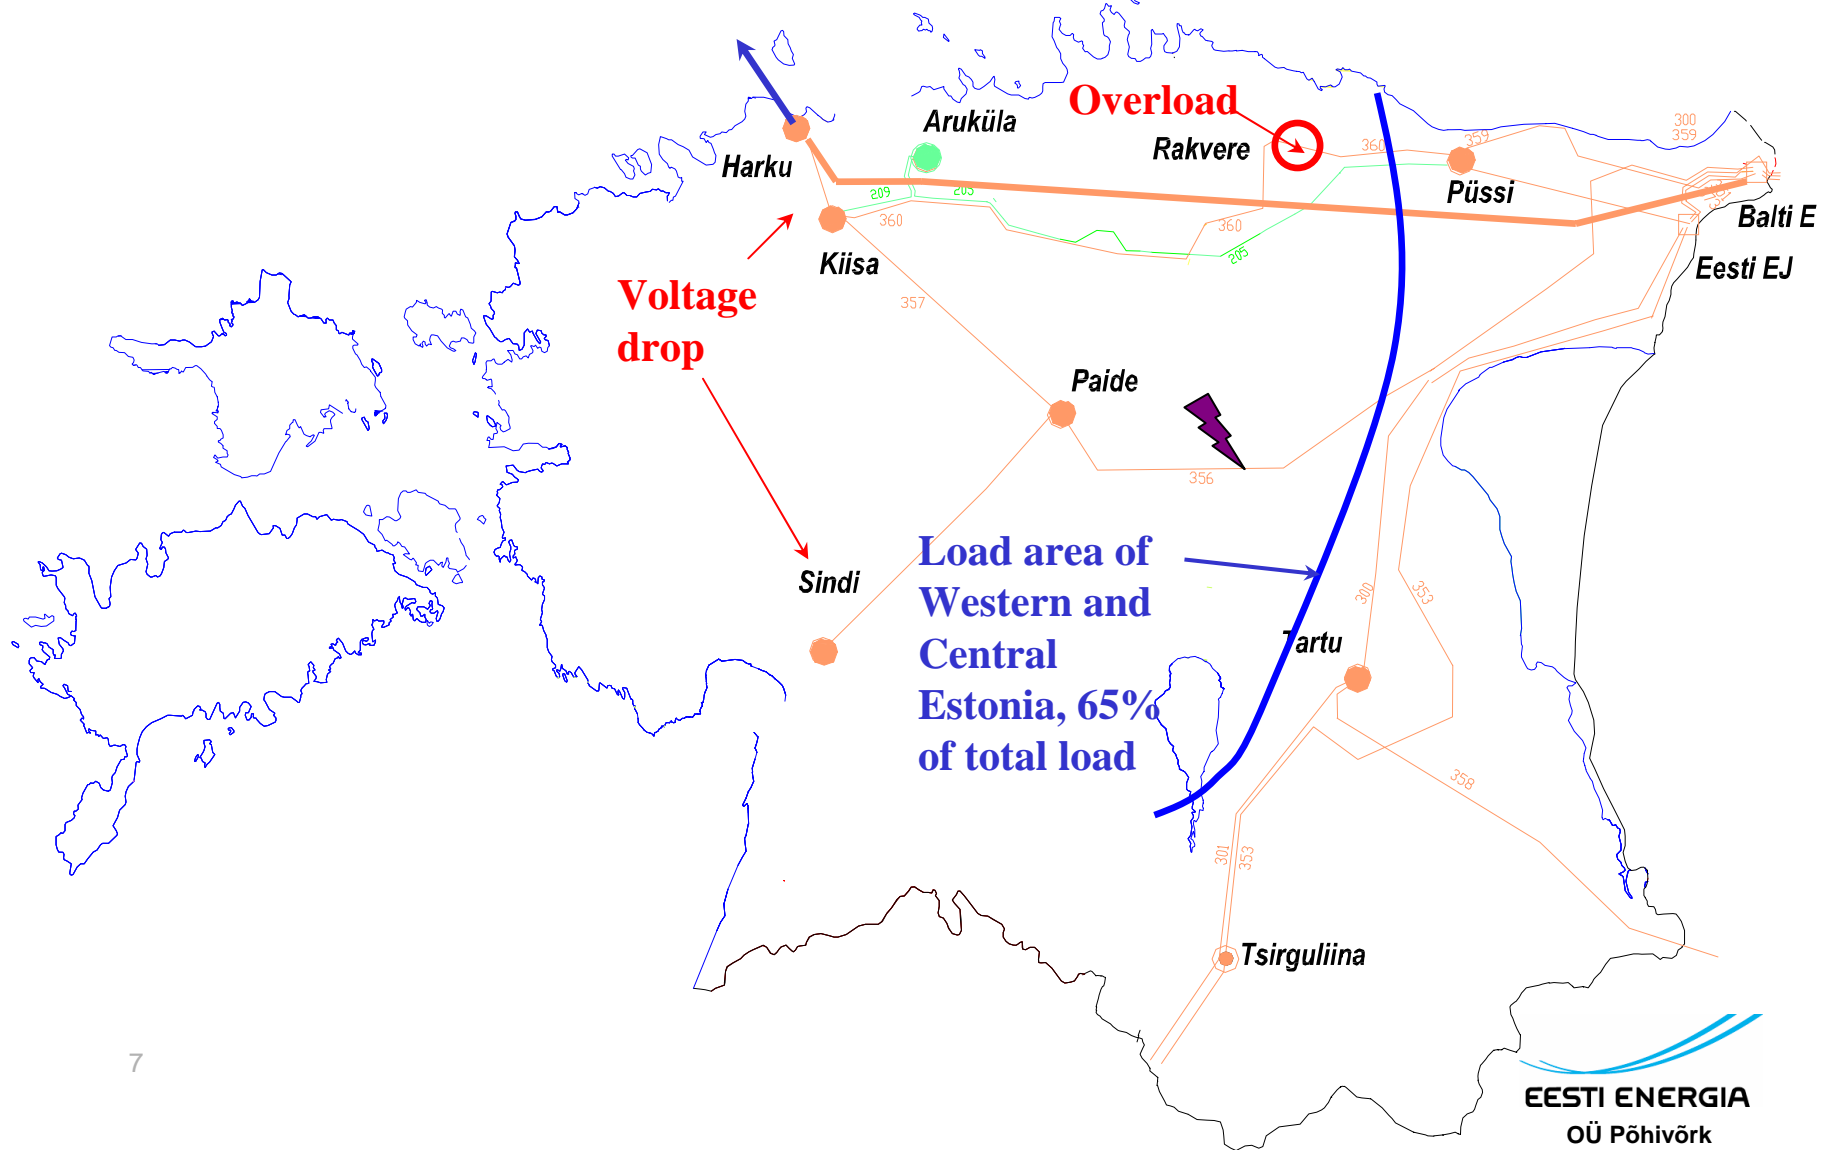 Overload
300
359
Aruküla
Rakvere
360
359
Harku
Püssi
209
205
Balti E
360
360
205
Kiisa
Eesti EJ
Voltage
drop
357
Paide
356
Load area of
Western and
Central
Estonia, 65%
of total load
Sindi
300
353
Tartu
358
301
353
Tsirguliina
7
EESTI ENERGIA
OÜ Põhivõrk